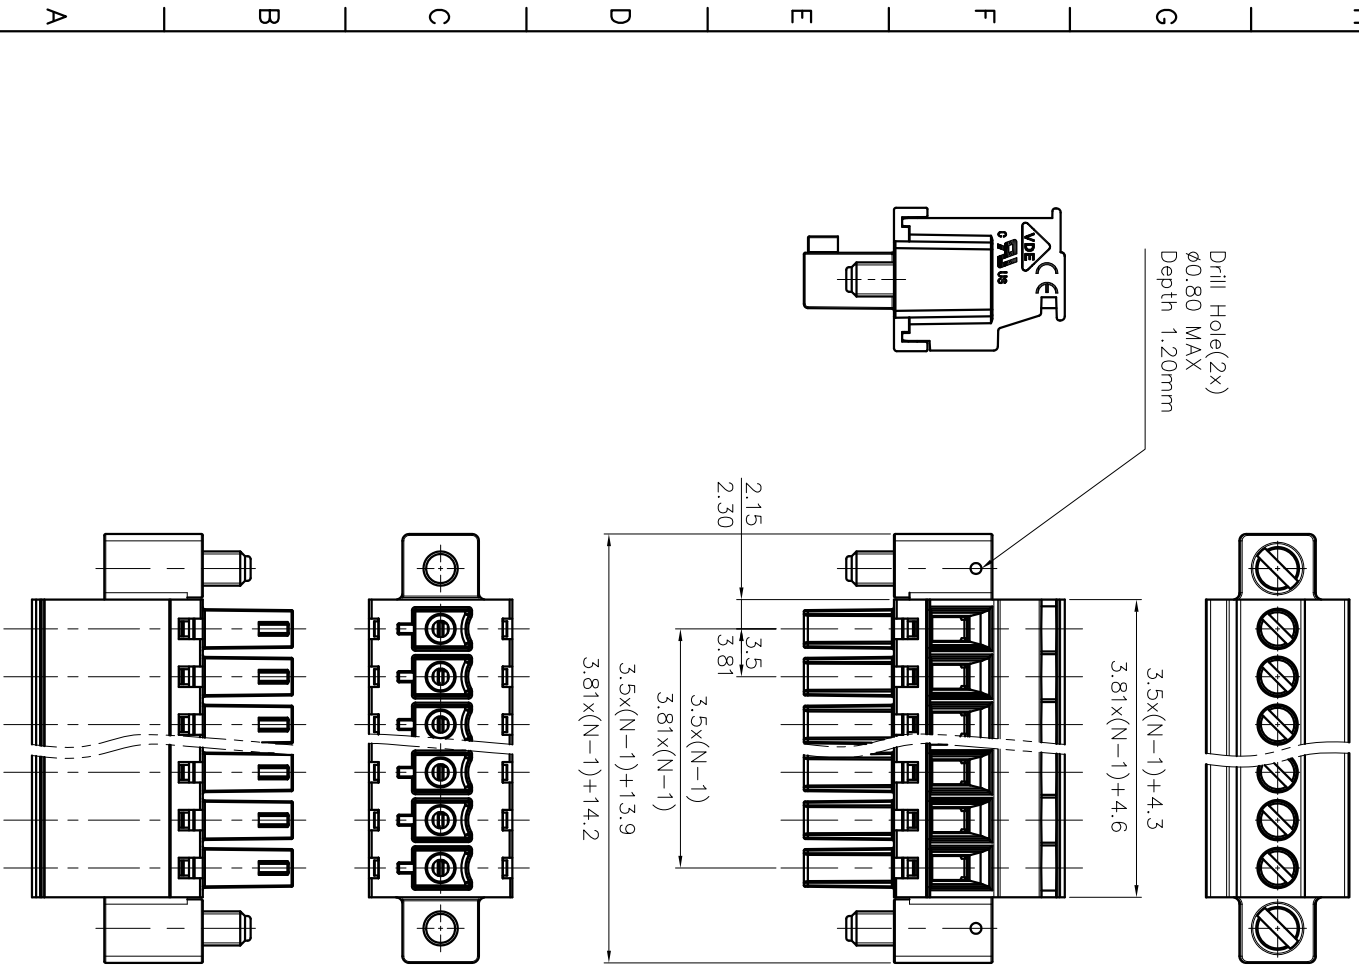 A
B
C
D
E
F
G
Drill Hole(2x)
ø0.80 MAX
Depth 1.20mm
VDE
CE
c RU US
2.15
2.30
3.5
3.81
3.5x(N-1)
3.81x(N-1)
3.5x(N-1)+13.9
3.81x(N-1)+14.2
3.5x(N-1)+4.3
3.81x(N-1)+4.6